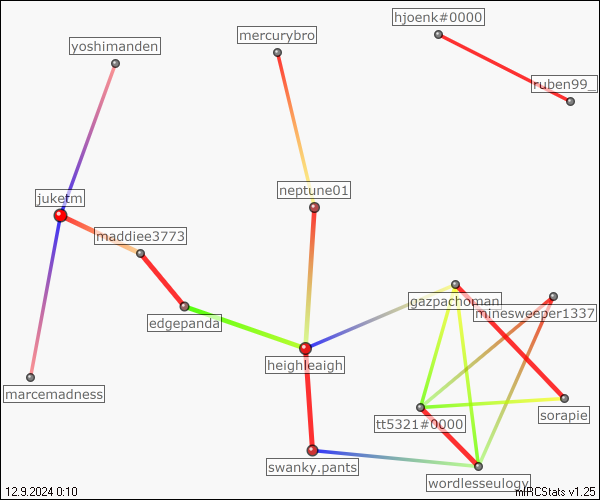 hjoenk#0000
mercurybro
yoshimanden
ruben99_
neptune01
juketm
maddiee3773
gazpachoman
minesweeper1337
edgepanda
heighleaigh
marcemadness
sorapie
tt5321#0000
swanky.pants
wordlesseulogy
12.9.2024 0:10
mIRCStats v1.25